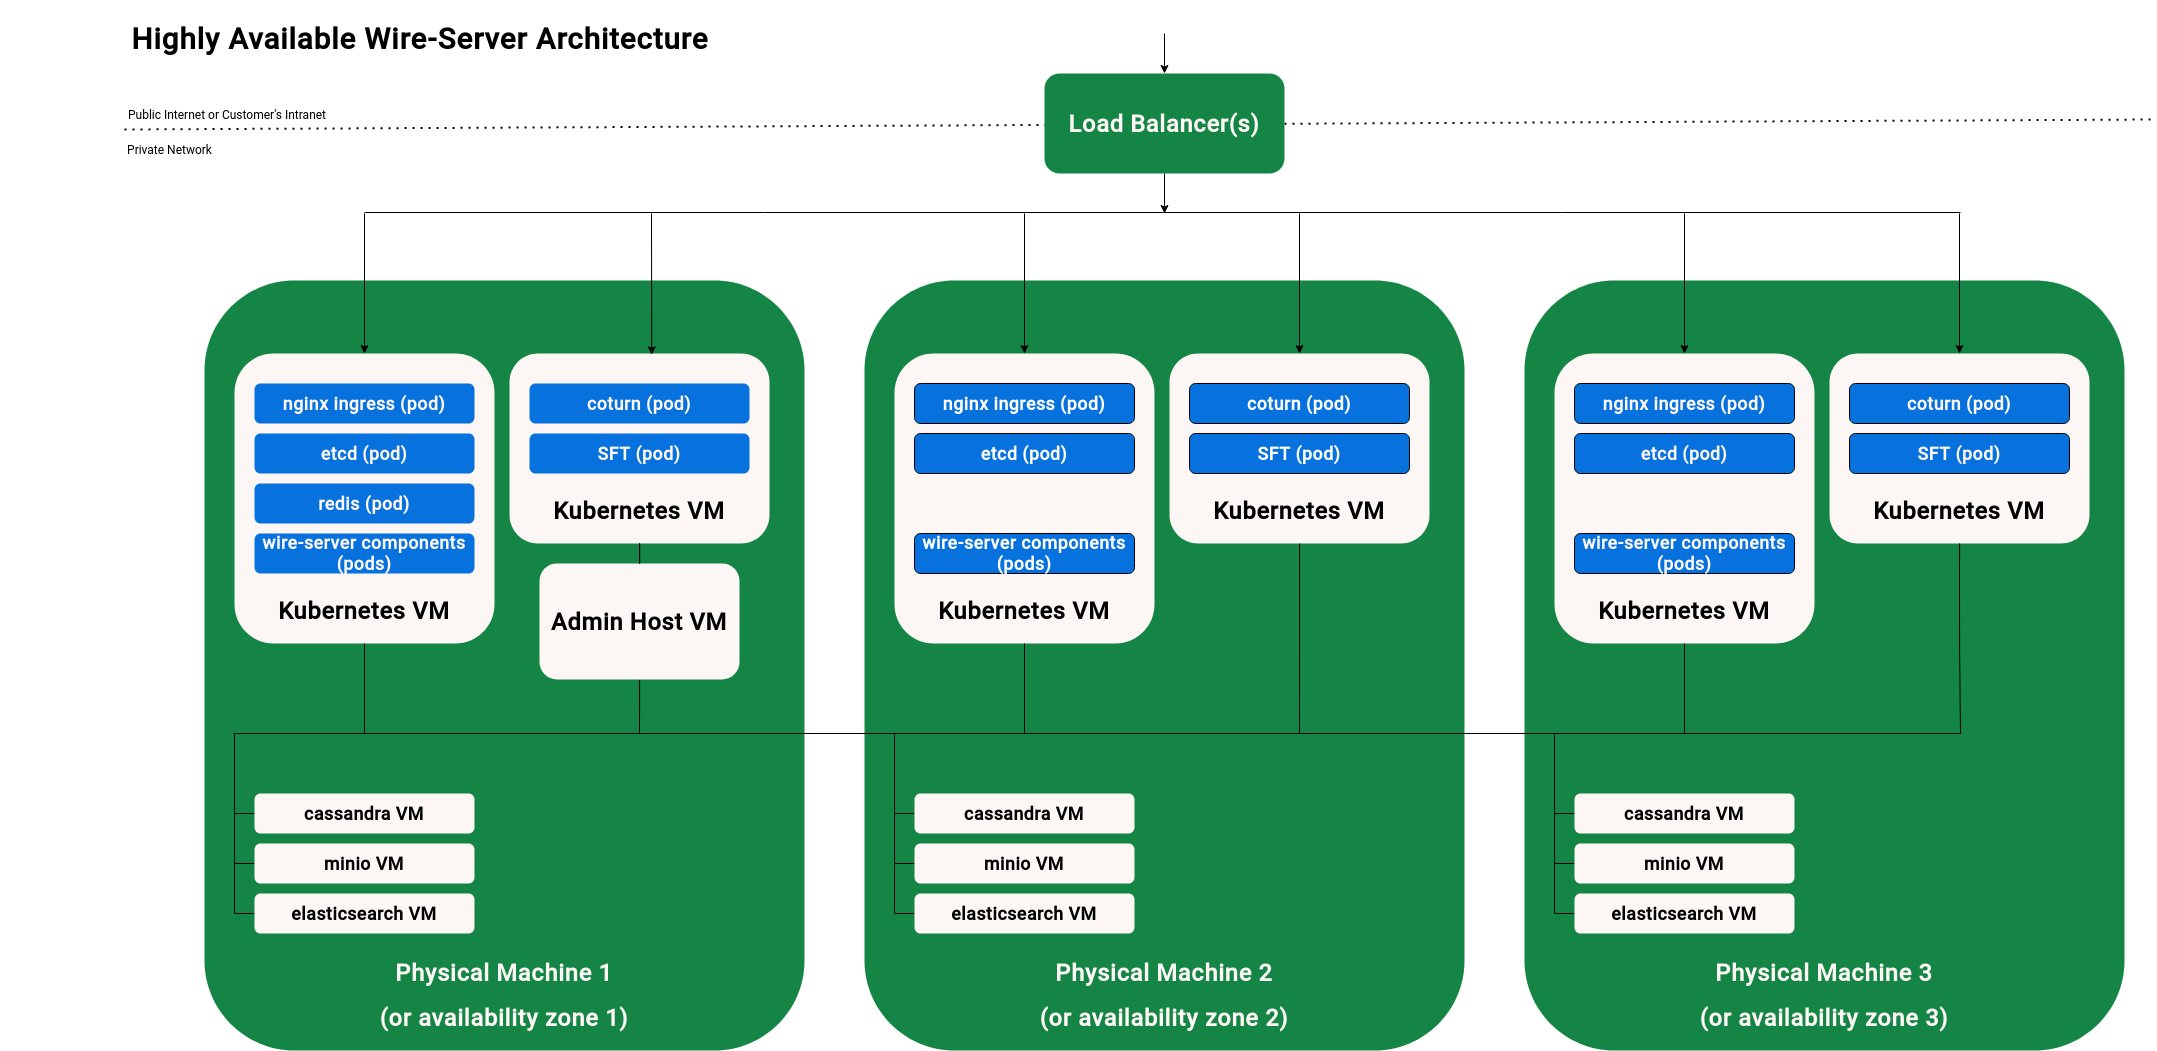 Highly Available Wire-Server Architecture
Public Internet or Customer's Intranet
Private Network
Load Balancer(s)
nginx ingress (pod)
etcd (pod)
redis (pod)
wire-server components
(pods)
Kubernetes VM
coturn (pod)
SFT (pod)
Kubernetes VM
Admin Host VM
cassandra VM
minio VM
elasticsearch VM
Physical Machine 1
(or availability zone 1)
nginx ingress (pod)
etcd (pod)
wire-server components
(pods)
Kubernetes VM
coturn (pod)
SFT (pod)
Kubernetes VM
cassandra VM
minio VM
elasticsearch VM
Physical Machine 2
(or availability zone 2)
nginx ingress (pod)
etcd (pod)
wire-server components
(pods)
Kubernetes VM
coturn (pod)
SFT (pod)
Kubernetes VM
cassandra VM
minio VM
elasticsearch VM
Physical Machine 3
(or availability zone 3)